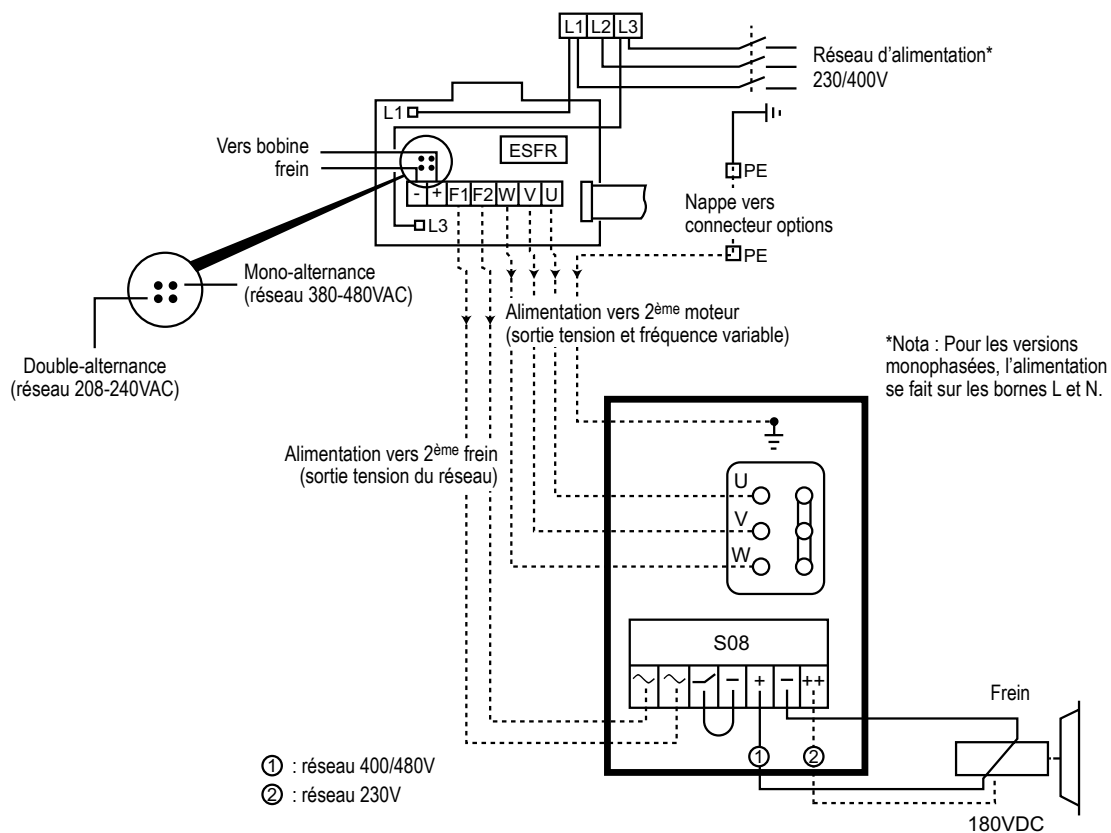 L1 L2 L3
Réseau d'alimentation*
230/400V
L1
Vers bobine
frein
ESFR
- + F1 F2 W V U
L3
PE
Nappe vers
connecteur options
PE
Mono-alternance
(réseau 380-480VAC)
Double-alternance
(réseau 208-240VAC)
Alimentation vers 2ème moteur
(sortie tension et fréquence variable)
*Nota : Pour les versions
monophasées, l'alimentation
se fait sur les bornes L et N.
Alimentation vers 2ème frein
(sortie tension du réseau)
U
V
W
S08
– + – ++
Frein
1 2
① : réseau 400/480V
② : réseau 230V
180VDC